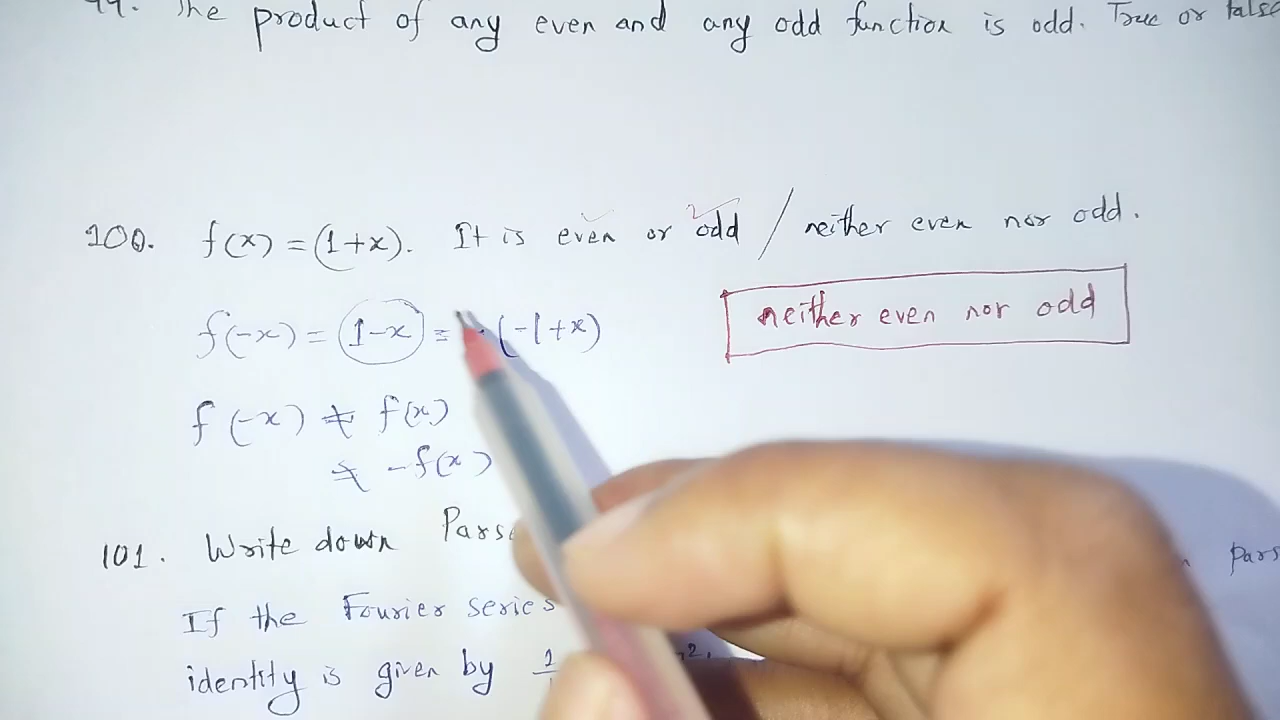 The product of any even and any odd function is odd. True or false
100. f(x) = (1+x). It is even or odd / neither even nor odd.
f(-x) = (1-x) = -(-1+x)
neither even nor odd
f(-x) ≠ f(x)
≠ -f(x)
101. Write down
If the Fourier series
identity is given by